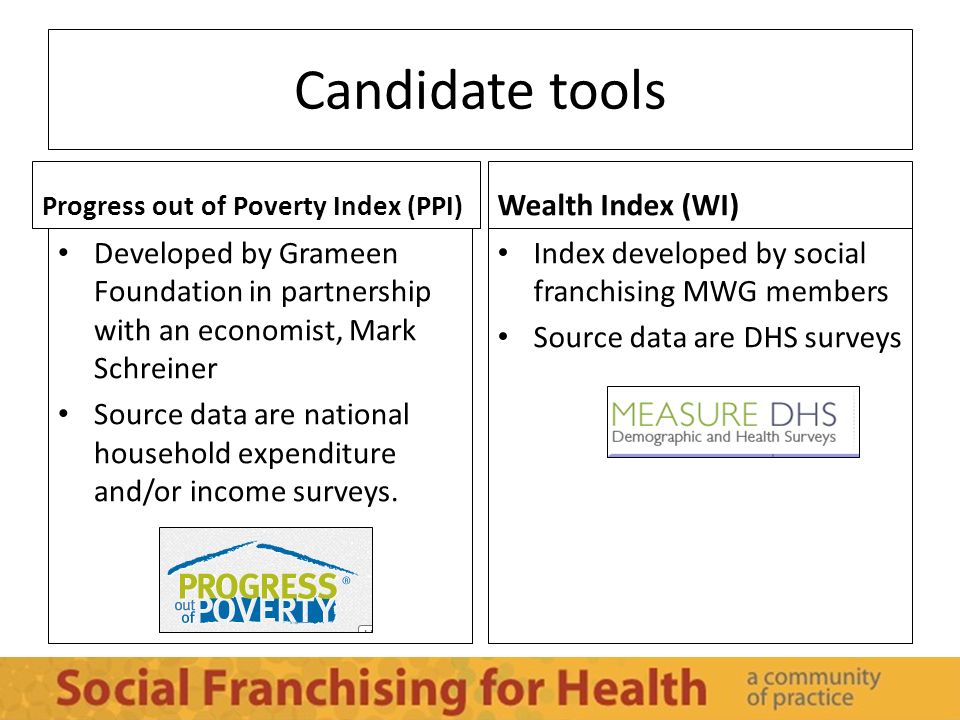 Candidate tools
Progress out of Poverty Index (PPI)
• Developed by Grameen
Foundation in partnership
with an economist, Mark
Schreiner
• Source data are national
household expenditure
and/or income surveys.
PROGRESS®
out of POVERTY
Wealth Index (WI)
• Index developed by social
franchising MWG members
• Source data are DHS surveys
MEASURE DHS
Demographic and Health Surveys
Social Franchising for Health
a community
of practice